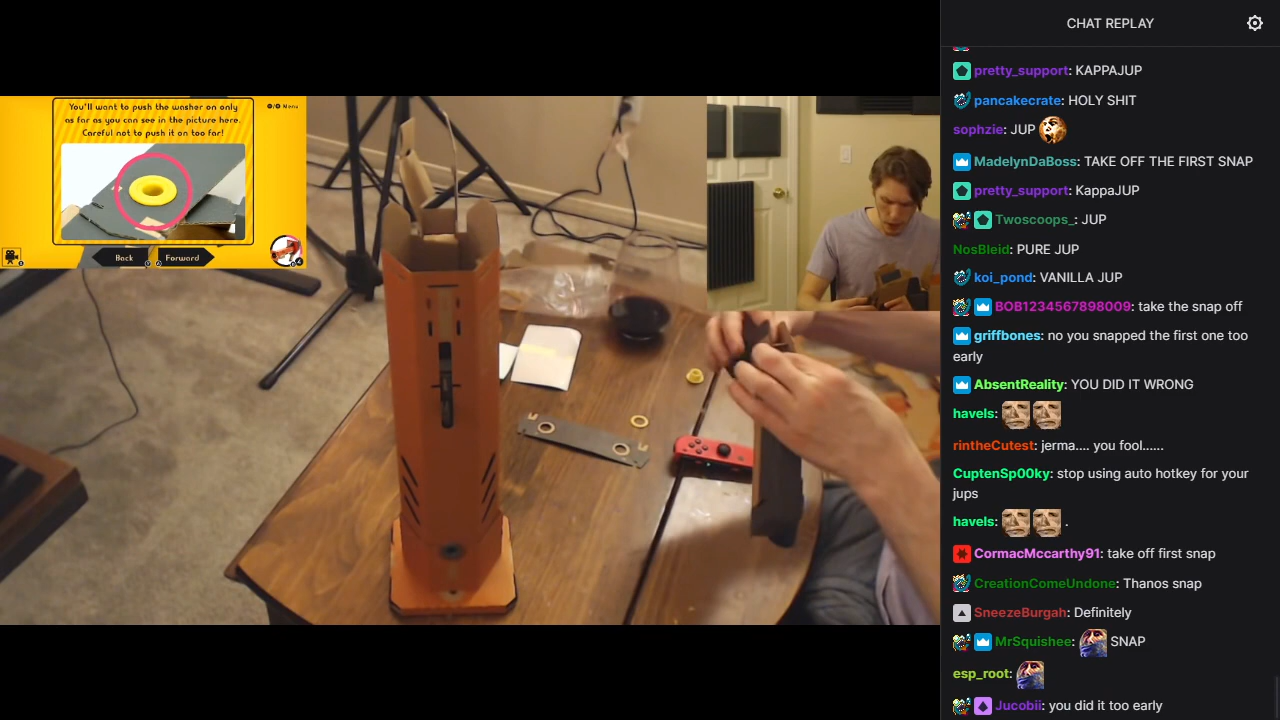 You'll want to push the washer on only
as far as you can see in the picture here.
Careful not to push it on too far!
Menu
Back
Forward
CHAT REPLAY
pretty_support: KAPPAJUP
pancakecrate: HOLY SHIT
sophzie: JUP
MadelynDaBoss: TAKE OFF THE FIRST SNAP
pretty_support: KappaJUP
Twoscoops_: JUP
NosBleid: PURE JUP
koi_pond: VANILLA JUP
BOB1234567898009: take the snap off
griffbones: no you snapped the first one too
early
AbsentReality: YOU DID IT WRONG
havels:
rintheCutest: jerma.... you fool......
CuptenSp00ky: stop using auto hotkey for your
jups
havels: .
CormacMccarthy91: take off first snap
CreationComeUndone: Thanos snap
SneezeBurgah: Definitely
MrSquishee: SNAP
esp_root:
Jucobii: you did it too early